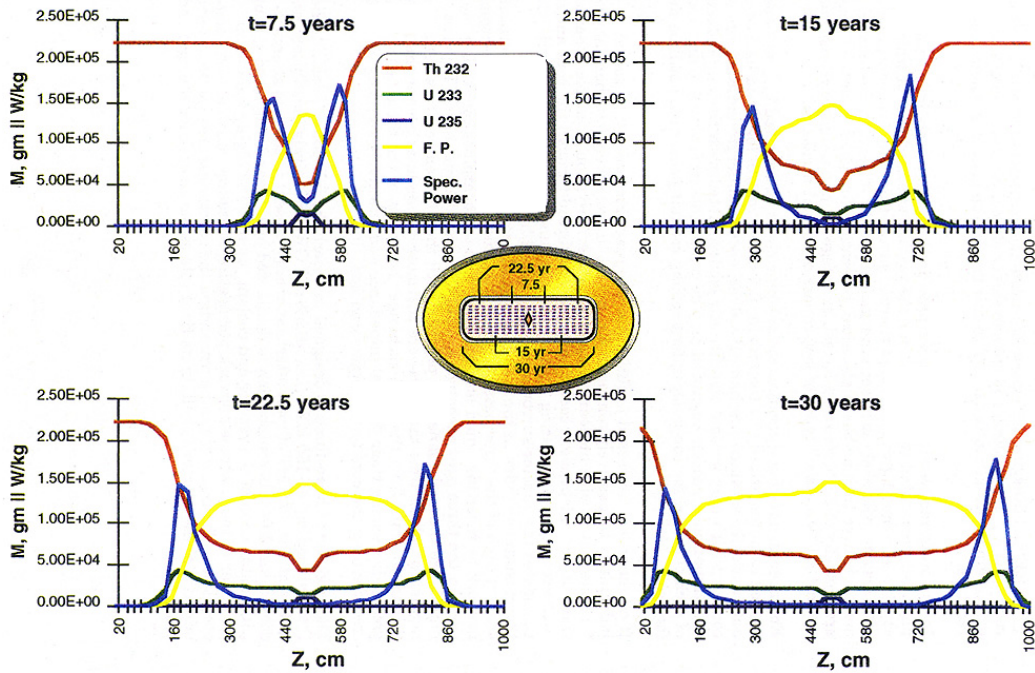 t=7.5 years
M, gm || W/kg
2.50E+05
2.00E+05
1.50E+05
1.00E+05
5.00E+04
0.00E+00
20
160
300
440
580
0
Z, cm
Th 232
U 233
U 235
F. P.
Spec.
Power
t=15 years
M, gm || W/kg
2.50E+05
2.00E+05
1.50E+05
1.00E+05
5.00E+04
0.00E+00
20
160
300
440
580
720
860
1000
Z, cm
22.5 yr
7.5
15 yr
30 yr
t=22.5 years
M, gm || W/kg
2.50E+05
2.00E+05
1.50E+05
1.00E+05
5.00E+04
0.00E+00
20
160
300
440
580
720
860
1000
Z, cm
t=30 years
M, gm || W/kg
2.50E+05
2.00E+05
1.50E+05
1.00E+05
5.00E+04
0.00E+00
20
160
300
440
580
720
860
1000
Z, cm